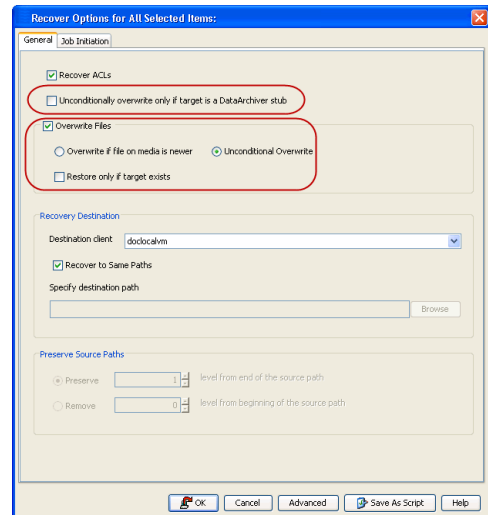 Recover Options for All Selected Items:
General Job Initiation
Recover ACLs
Unconditionally overwrite only if target is a DataArchiver stub
Overwrite Files
Overwrite if file on media is newer Unconditional Overwrite
Restore only if target exists
Recovery Destination
Destination client doclocalvm
Recover to Same Paths
Specify destination path
Browse
Preserve Source Paths
Preserve 1 level from end of the source path
Remove 0 level from beginning of the source path
OK Cancel Advanced Save As Script Help